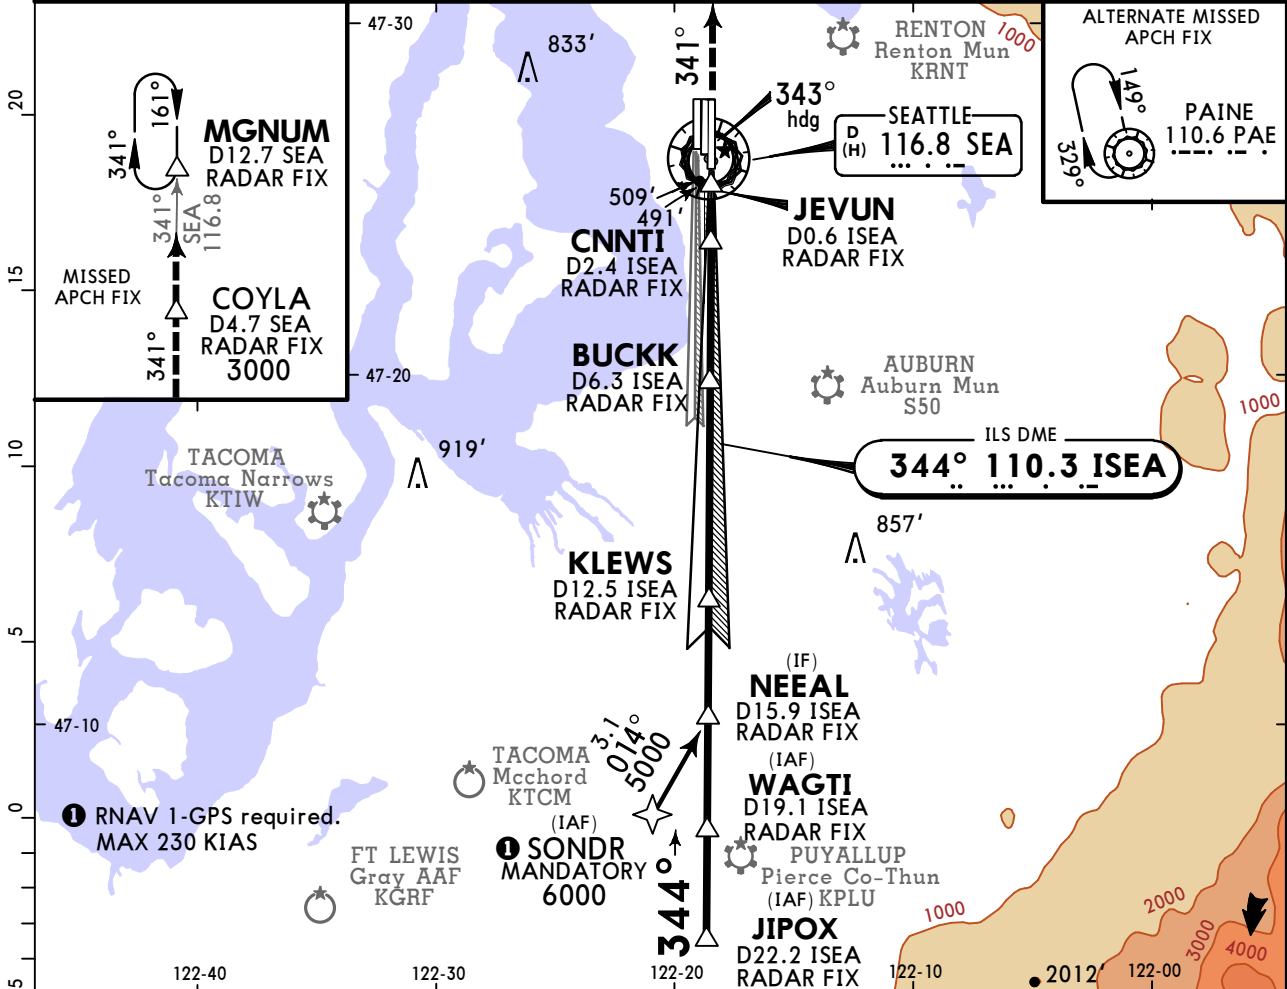 47-30
833'
341°
RENTON
Renton Mun
KRNT
1000
ALTERNATE MISSED
APCH FIX
149°
329°
PAINE
110.6 PAE
161°
341°
MGNUM
D12.7 SEA
RADAR FIX
341°
SEA
116.8
MISSED
APCH FIX
COYLA
D4.7 SEA
RADAR FIX
3000
341°
20
15
10
5
0
5
343°
hdg
SEATTLE
D
(H)
116.8 SEA
509'
491'
JEVUN
D0.6 ISEA
RADAR FIX
CNNTI
D2.4 ISEA
RADAR FIX
BUCKK
D6.3 ISEA
RADAR FIX
47-20
AUBURN
Auburn Mun
S50
1000
ILS DME
344° 110.3 ISEA
TACOMA
Tacoma Narrows
KTIW
919'
857'
KLEWS
D12.5 ISEA
RADAR FIX
(IF)
NEEAL
D15.9 ISEA
RADAR FIX
47-10
3.1
014°
5000
TACOMA
Mcchord
KTCM
(IAF)
WAGTI
D19.1 ISEA
RADAR FIX
1 RNAV 1-GPS required.
MAX 230 KIAS
(IAF)
1 SONDR
MANDATORY
6000
FT LEWIS
Gray AAF
KGRF
344°
PUYALLUP
Pierce Co-Thun
KPLU
(IAF)
JIPOX
D22.2 ISEA
RADAR FIX
1000
2000
3000
4000
2012'
122-40
122-30
122-20
122-10
122-00